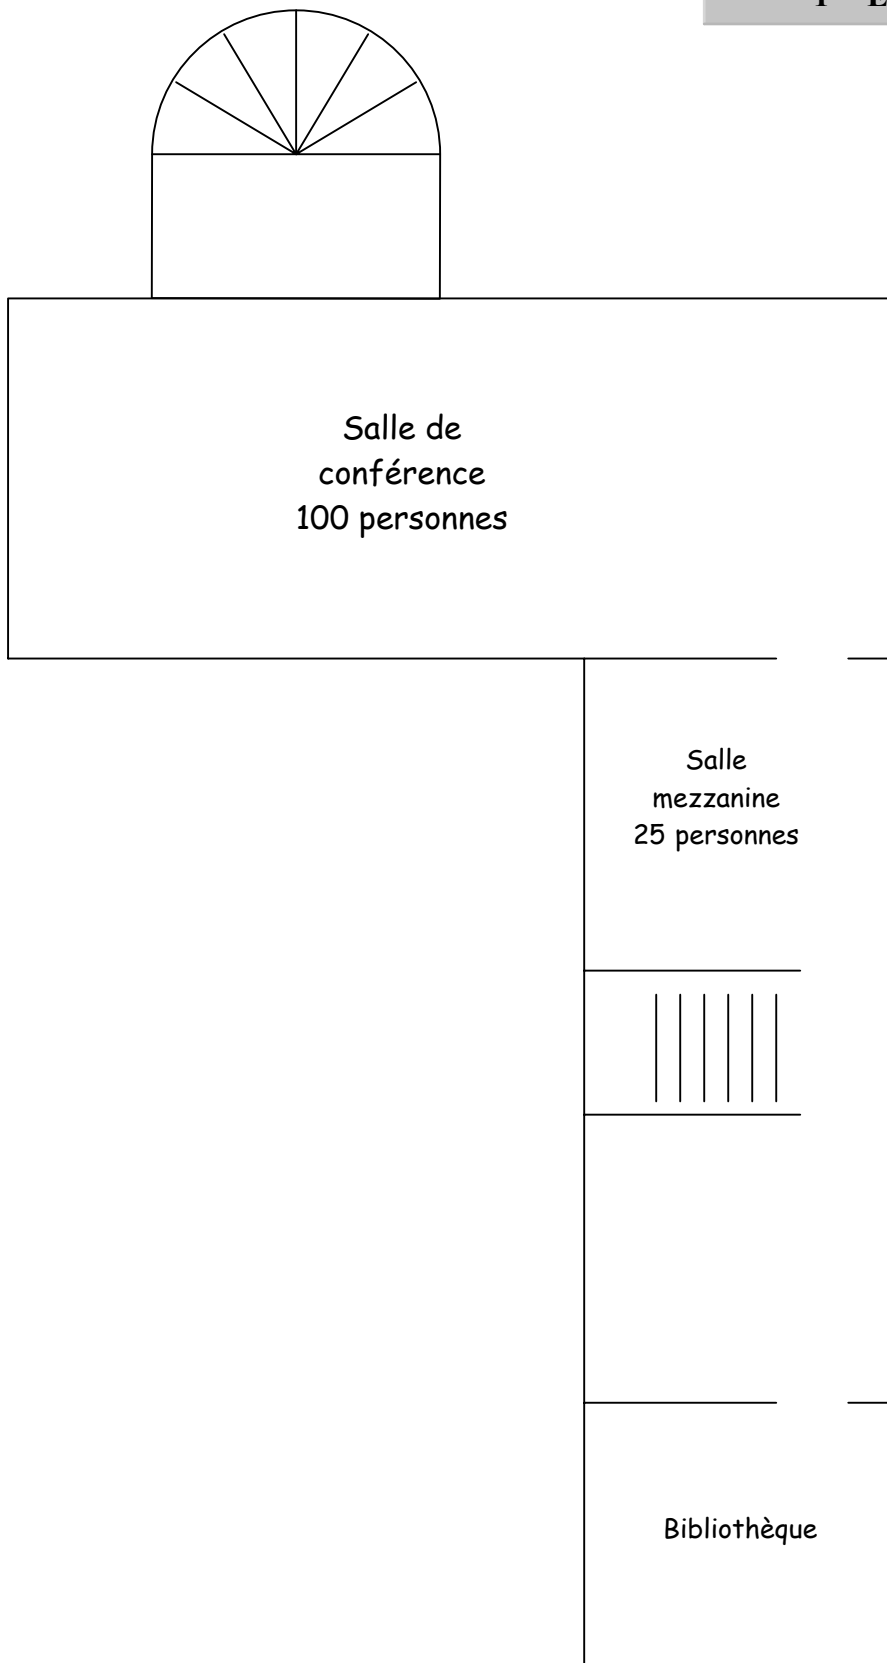 Salle de
conférence
100 personnes
Salle
mezzanine
25 personnes
Bibliothèque